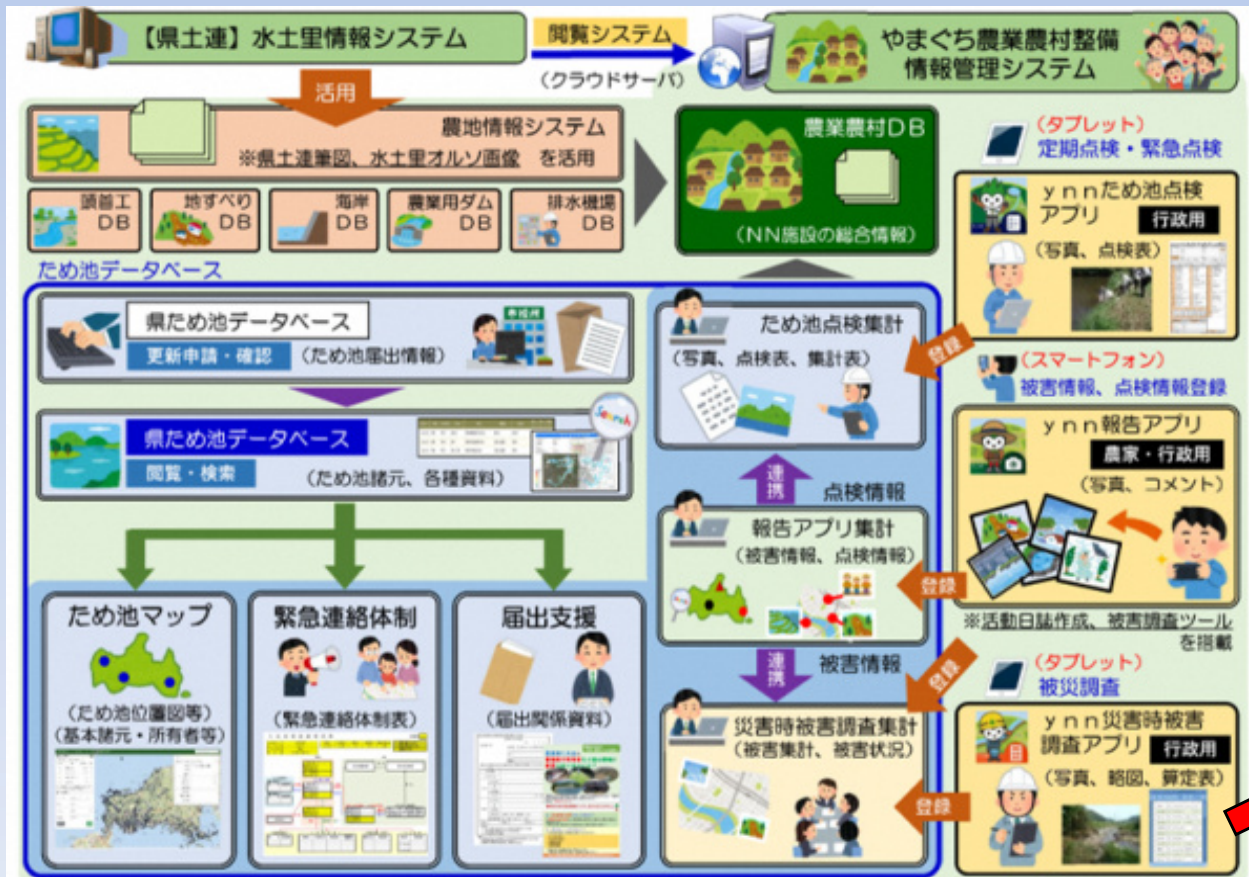 【県土連】水土里情報システム
閲覧システム
(クラウドサーバ)
やまぐち農業農村整備
情報管理システム
活用
農地情報システム
※県土連筆図、水土里オルソ画像 を活用
頭首工
DB
地すべり
DB
海岸
DB
農業用ダム
DB
排水機場
DB
農業農村DB
(NN施設の総合情報)
(タブレット)
定期点検・緊急点検
ynnため池点検
アプリ
行政用
(写真、点検表)
ため池データベース
県ため池データベース
更新申請・確認
(ため池届出情報)
県ため池データベース
閲覧・検索
(ため池諸元、各種資料)
Search
ため池点検集計
(写真、点検表、集計表)
登録
(スマートフォン)
被害情報、点検情報登録
ynn報告アプリ
農家・行政用
(写真、コメント)
連携
点検情報
報告アプリ集計
(被害情報、点検情報)
登録
※活動日誌作成、被害調査ツール
を搭載
連携
被害情報
登録
(タブレット)
被災調査
ynn災害時被害
調査アプリ
行政用
(写真、略図、算定表)
災害時被害調査集計
(被害集計、被害状況)
登録
ため池マップ
(ため池位置図等)
(基本諸元・所有者等)
緊急連絡体制
(緊急連絡体制表)
届出支援
(届出関係資料)